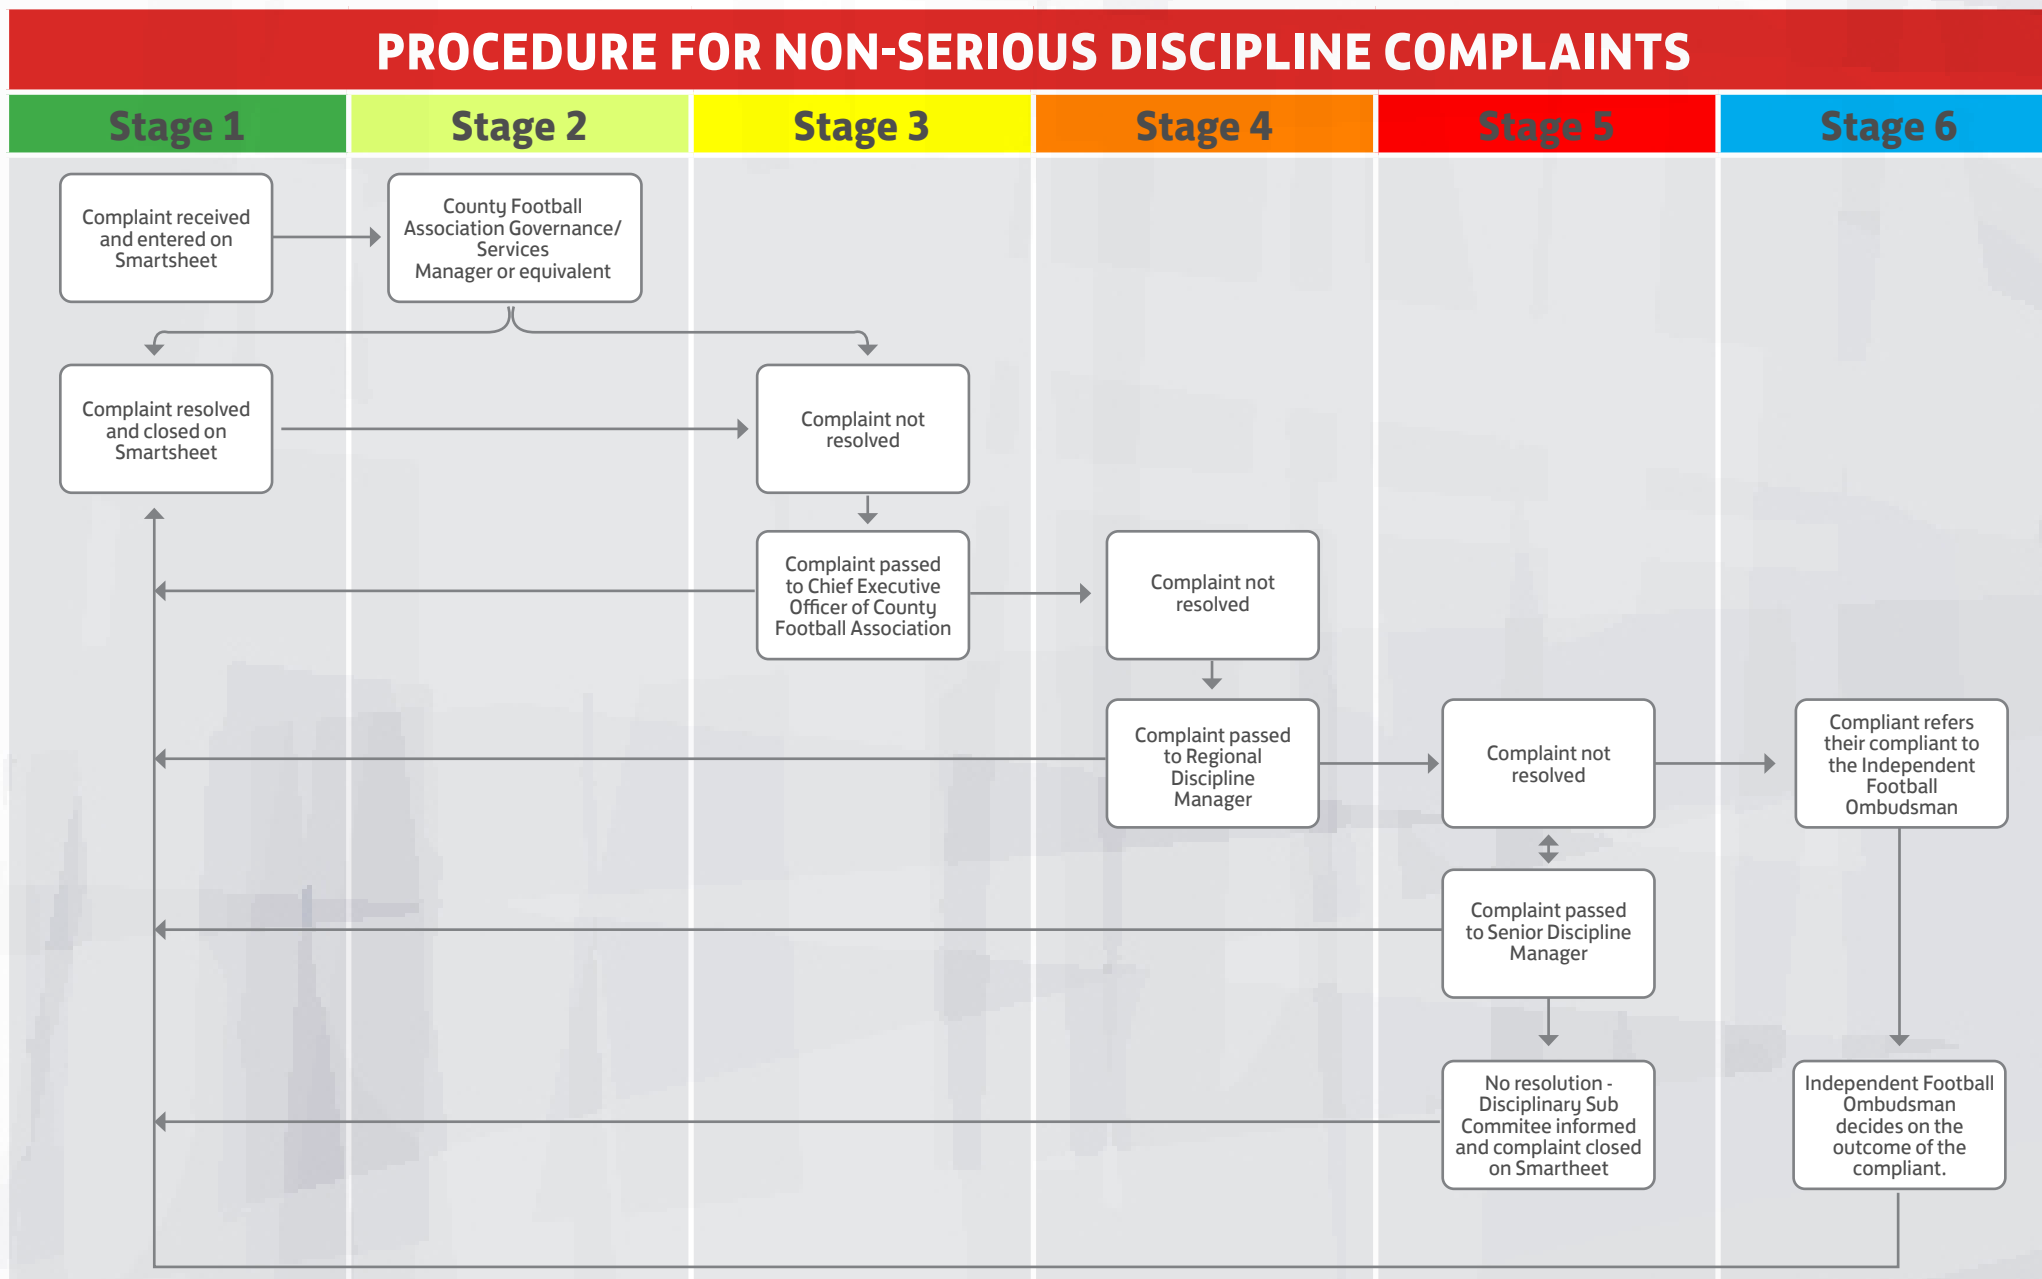 PROCEDURE FOR NON-SERIOUS DISCIPLINE COMPLAINTS
Stage 1
Stage 2
Stage 3
Stage 4
Stage 5
Stage 6
Complaint received
and entered on
Smartsheet
County Football
Association Governance/
Services
Manager or equivalent
Complaint resolved
and closed on
Smartsheet
Complaint not
resolved
Complaint passed
to Chief Executive
Officer of County
Football Association
Complaint not
resolved
Complaint passed
to Regional
Discipline
Manager
Complaint not
resolved
Compliant refers
their compliant to
the Independent
Football
Ombudsman
Complaint passed
to Senior Discipline
Manager
No resolution -
Disciplinary Sub
Commitee informed
and complaint closed
on Smartheet
Independent Football
Ombudsman
decides on the
outcome of the
compliant.